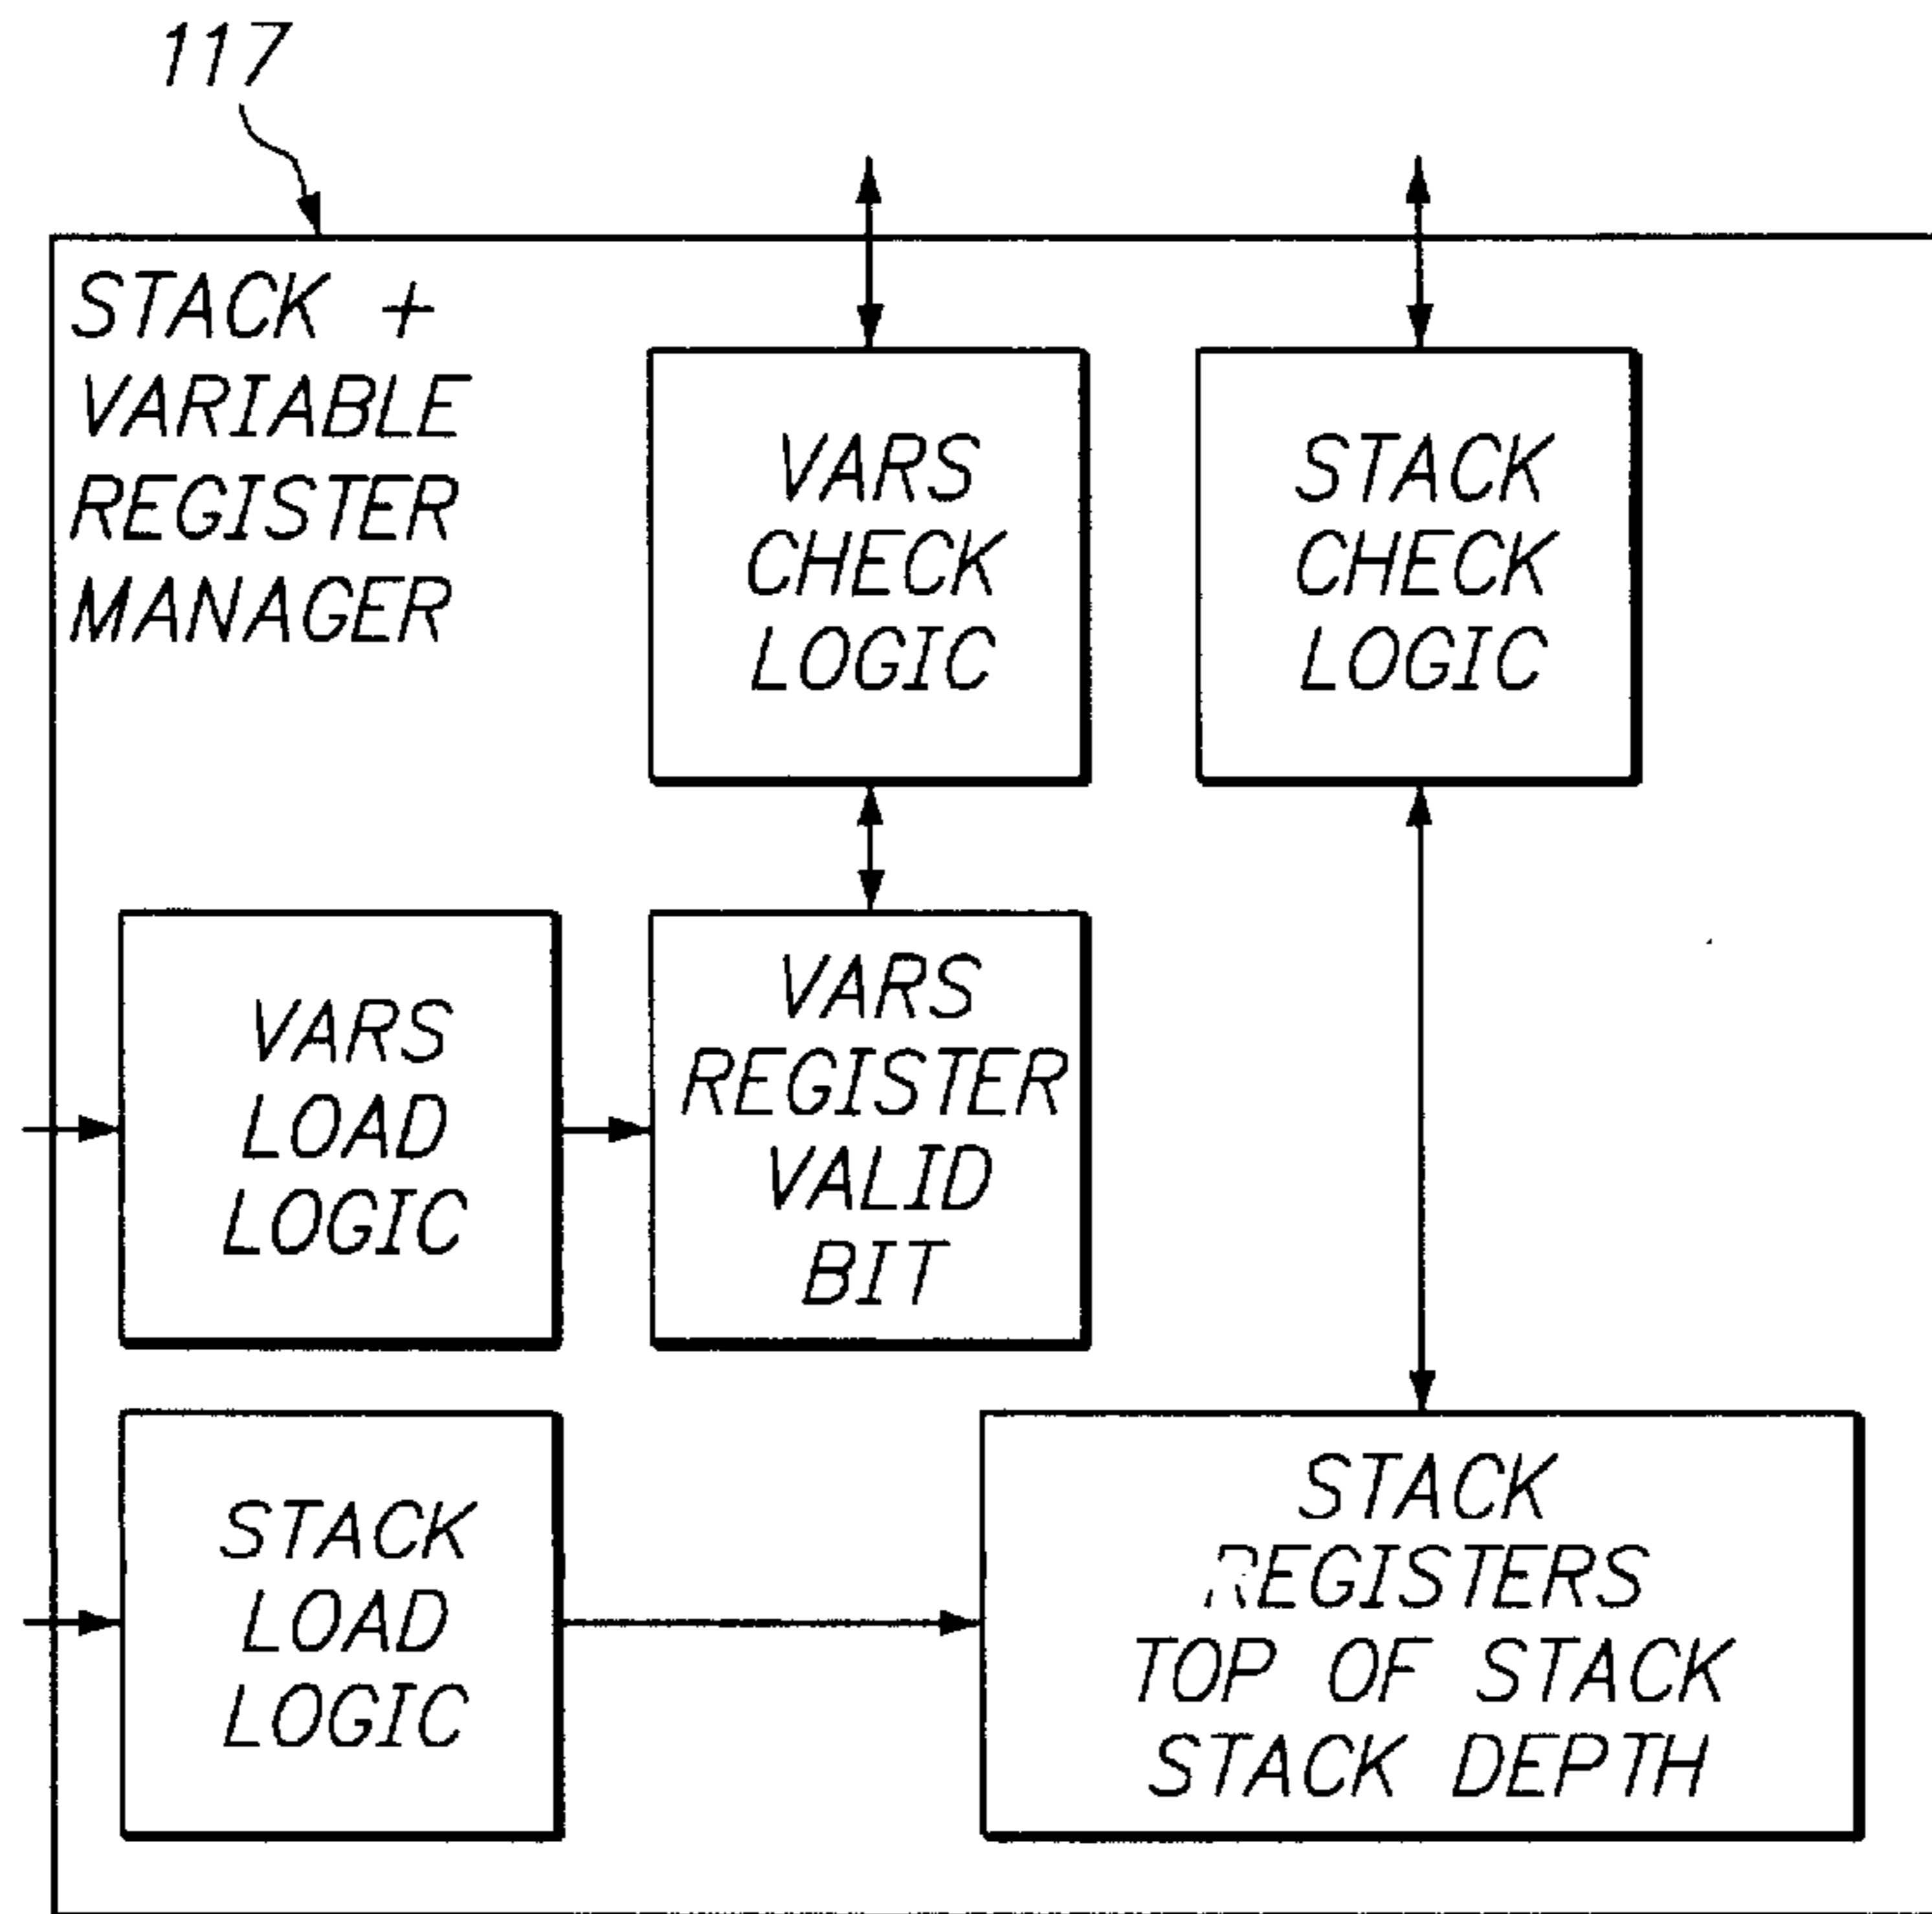 117
STACK +
VARIABLE
REGISTER
MANAGER
VARS
CHECK
LOGIC
STACK
CHECK
LOGIC
VARS
LOAD
LOGIC
VARS
REGISTER
VALID
BIT
STACK
LOAD
LOGIC
STACK
REGISTERS
TOP OF STACK
STACK DEPTH